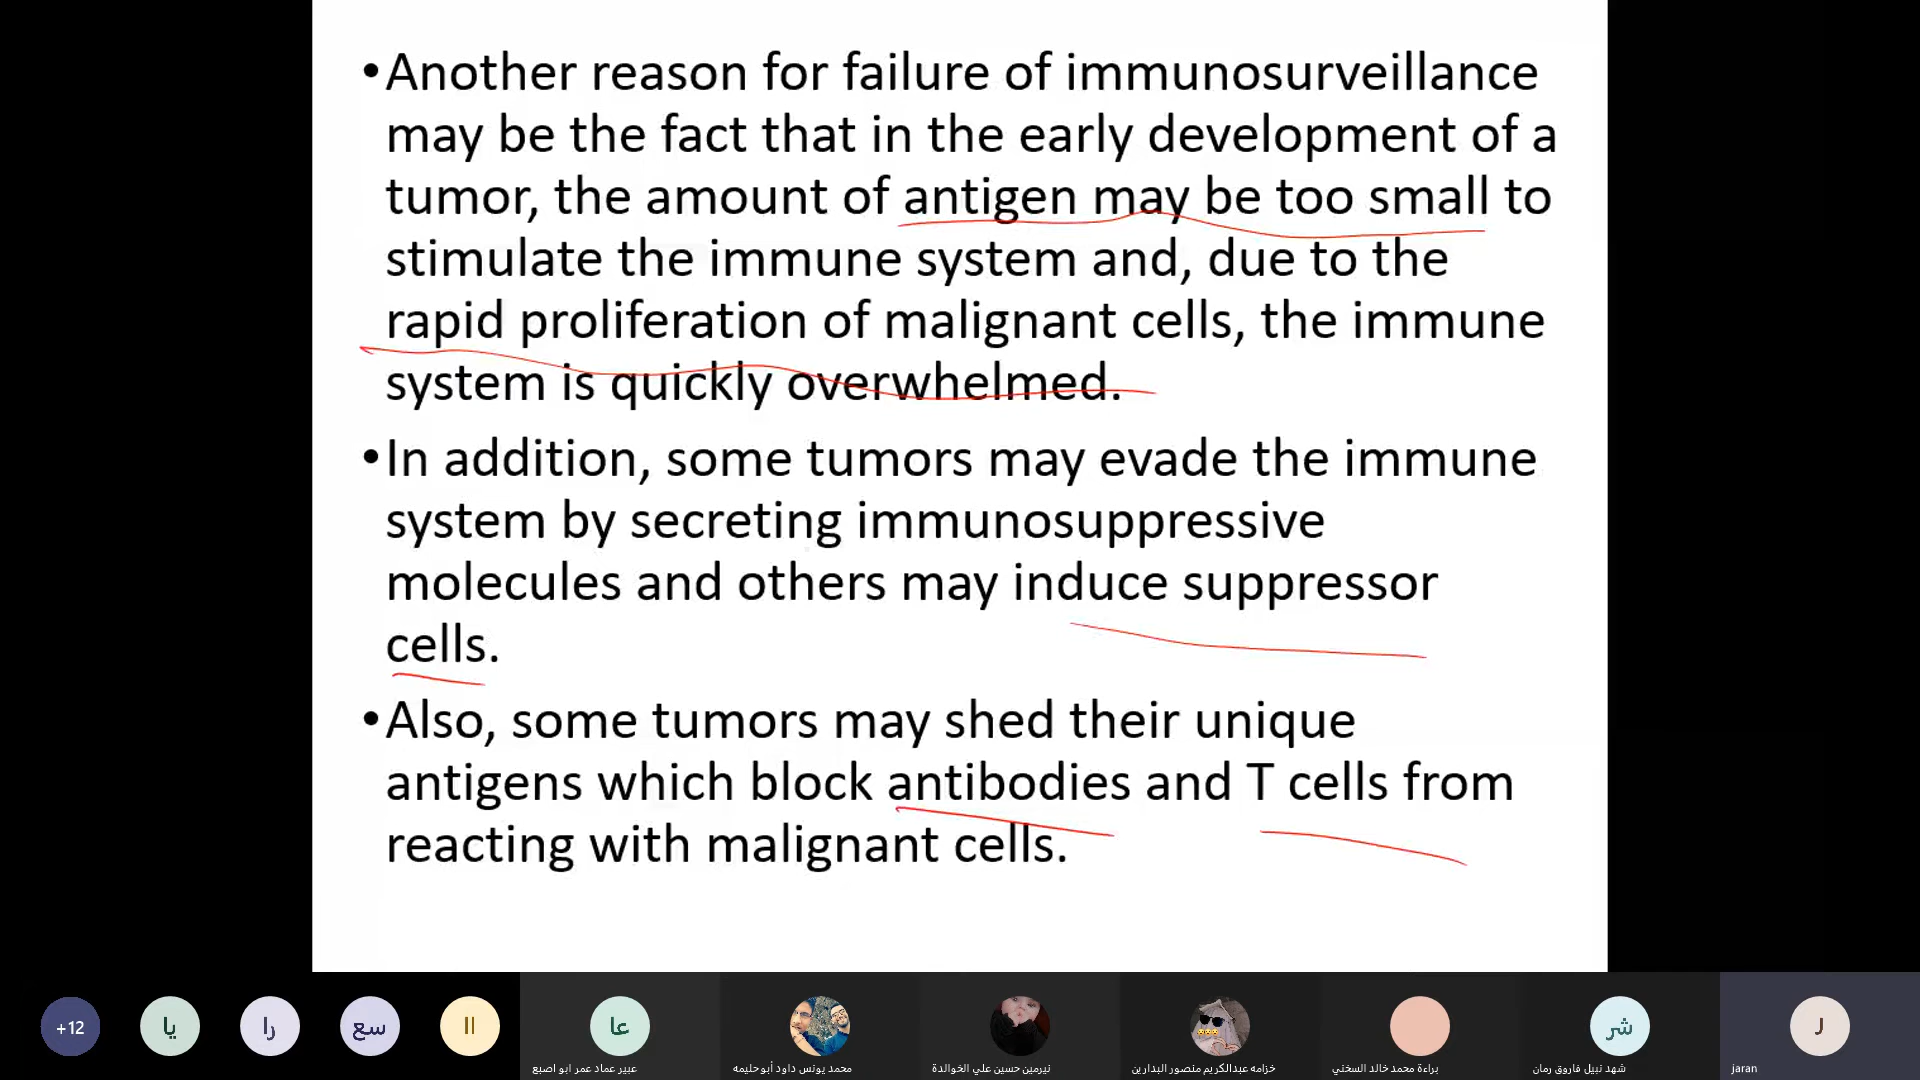 •Another reason for failure of immunosurveillance
may be the fact that in the early development of a
tumor, the amount of antigen may be too small to
stimulate the immune system and, due to the
rapid proliferation of malignant cells, the immune
system is quickly overwhelmed.
•In addition, some tumors may evade the immune
system by secreting immunosuppressive
molecules and others may induce suppressor
cells.
•Also, some tumors may shed their unique
antigens which block antibodies and T cells from
reacting with malignant cells.
+12
يا
را
سع
اا
عا
شر
J
عبير عماد عمر ابو اصبع
محمد يونس داود أبوحليمه
نيرمين حسين علي الخوالدة
خزامه عبدالكريم منصور البدارين
براءة محمد خالد السخني
شهد نبيل فاروق رمان
jaran